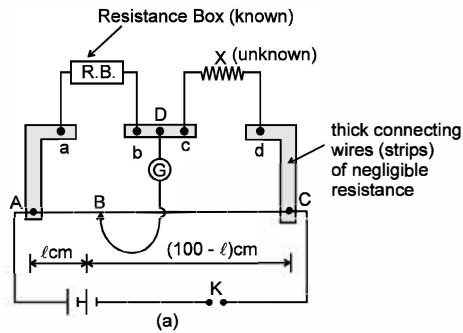 Resistance Box (known)
R.B.
X (unknown)
D
a
b
c
d
G
thick connecting
wires (strips)
of negligible
resistance
A
B
C
ℓcm
(100 - ℓ)cm
K
(a)